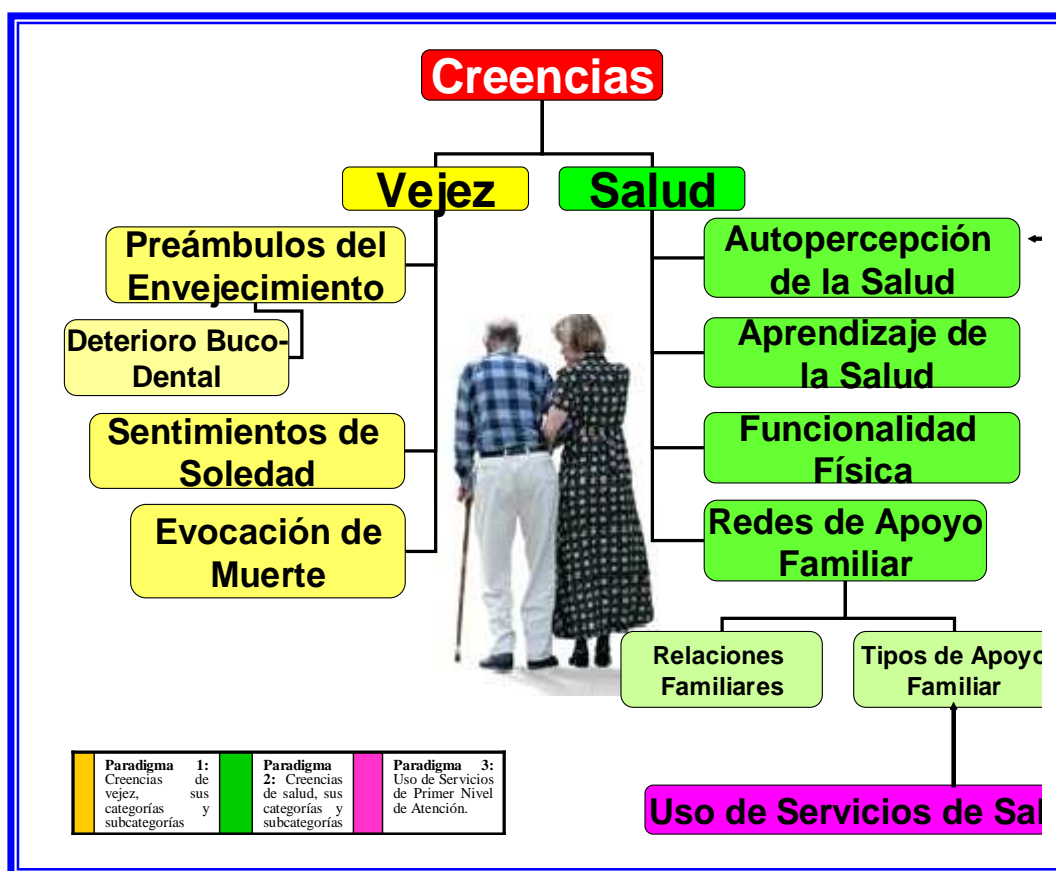 Creencias
Vejez
Salud
Preámbulos del
Envejecimiento
Deterioro Buco-
Dental
Sentimientos de
Soledad
Evocación de
Muerte
Autopercepción
de la Salud
Aprendizaje de
la Salud
Funcionalidad
Física
Redes de Apoyo
Familiar
Relaciones
Familiares
Tipos de Apoyo
Familiar
Uso de Servicios de Sal
Paradigma 1:
Creencias de
vejez, sus
categorías y
subcategorías
Paradigma
2: Creencias
de salud, sus
categorías y
subcategorías
Paradigma 3:
Uso de Servicios
de Primer Nivel
de Atención.